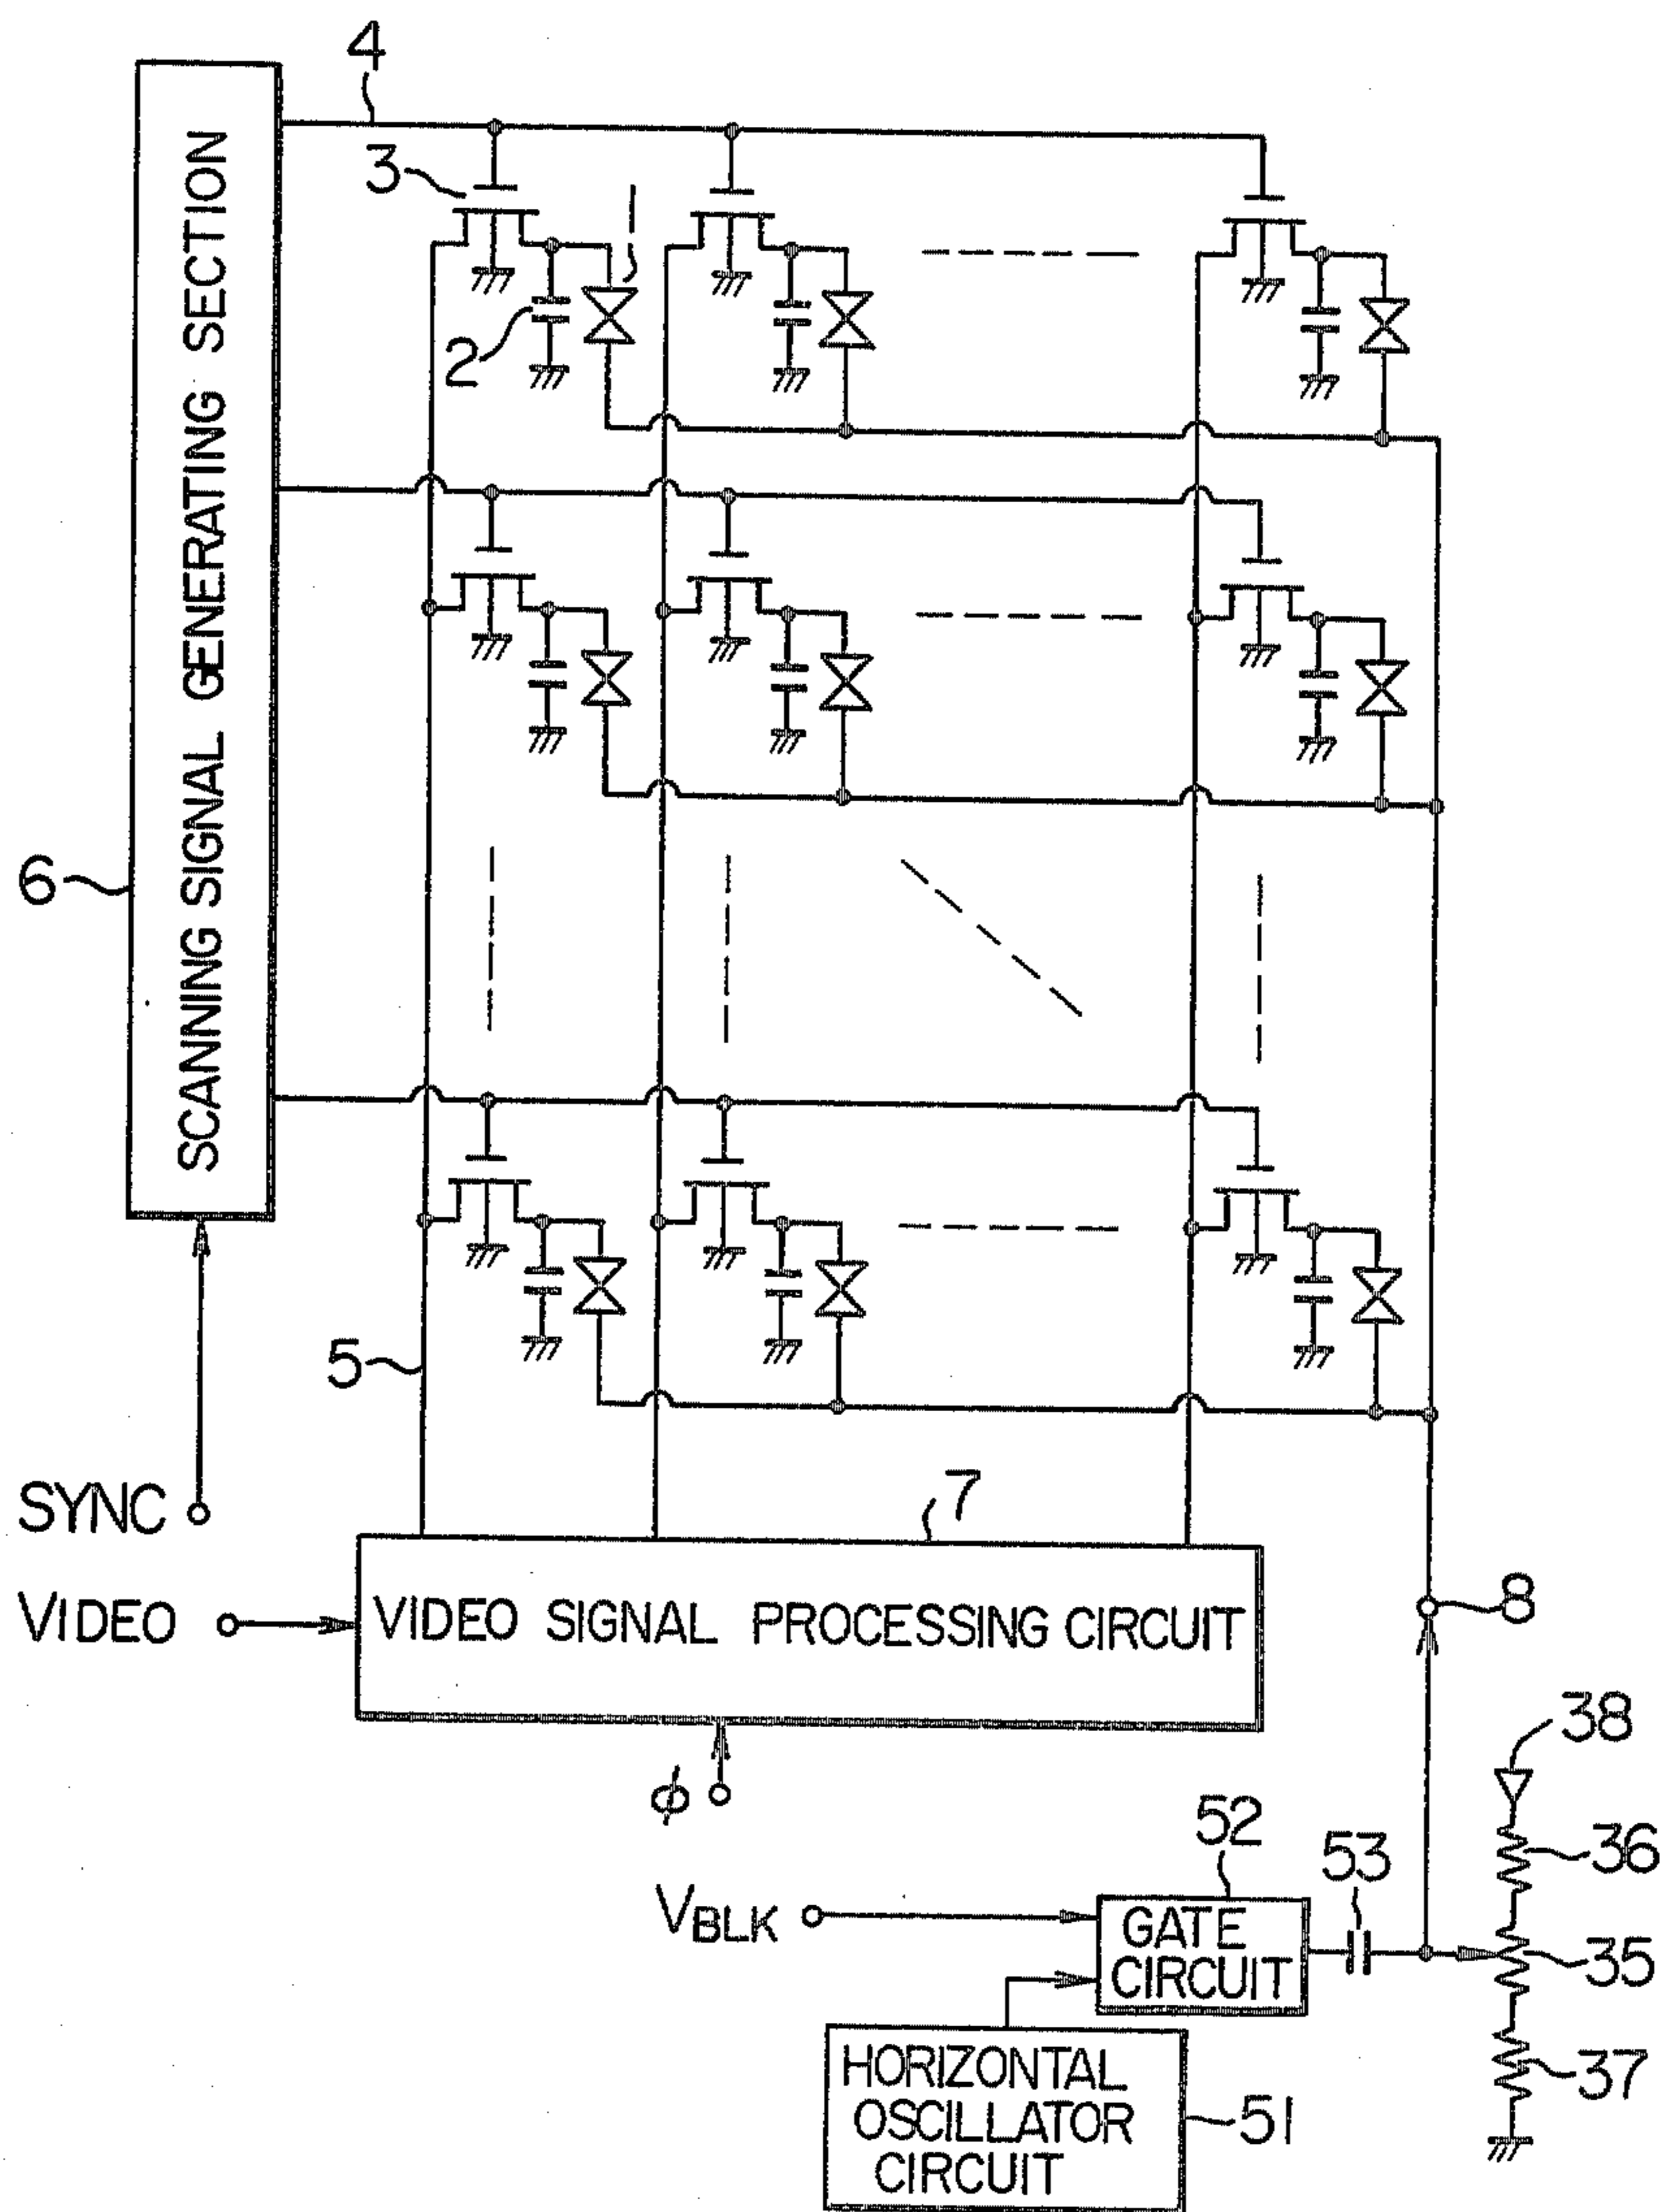 4
3
1
2
SCANNING SIGNAL GENERATING SECTION
6
5
SYNC
7
VIDEO
VIDEO SIGNAL PROCESSING CIRCUIT
8
38
ϕ
52
53
36
VBLK
GATE
CIRCUIT
35
HORIZONTAL
OSCILLATOR
CIRCUIT
51
37